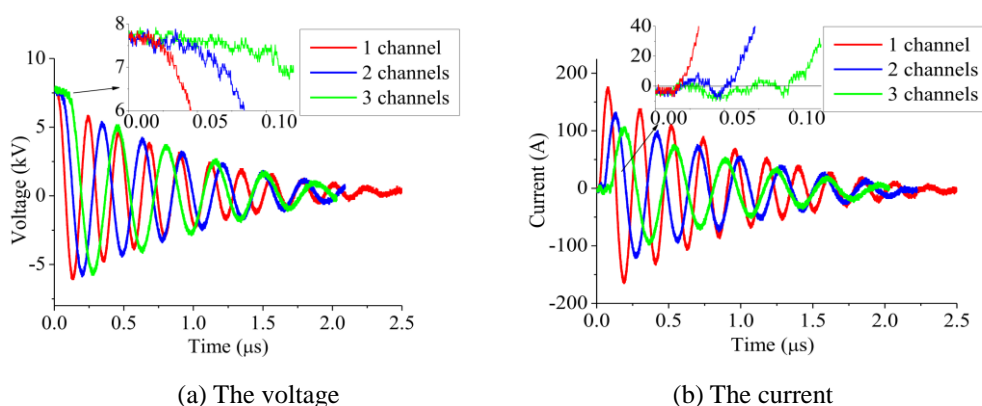 8
7
6
0.00 0.05 0.10
1 channel
2 channels
3 channels
10
5
0
-5
Voltage (kV)
0.0 0.5 1.0 1.5 2.0 2.5
Time (μs)
(a) The voltage
40
20
0
0.00 0.05 0.10
1 channel
2 channels
3 channels
200
100
0
-100
-200
Current (A)
0.0 0.5 1.0 1.5 2.0 2.5
Time (μs)
(b) The current